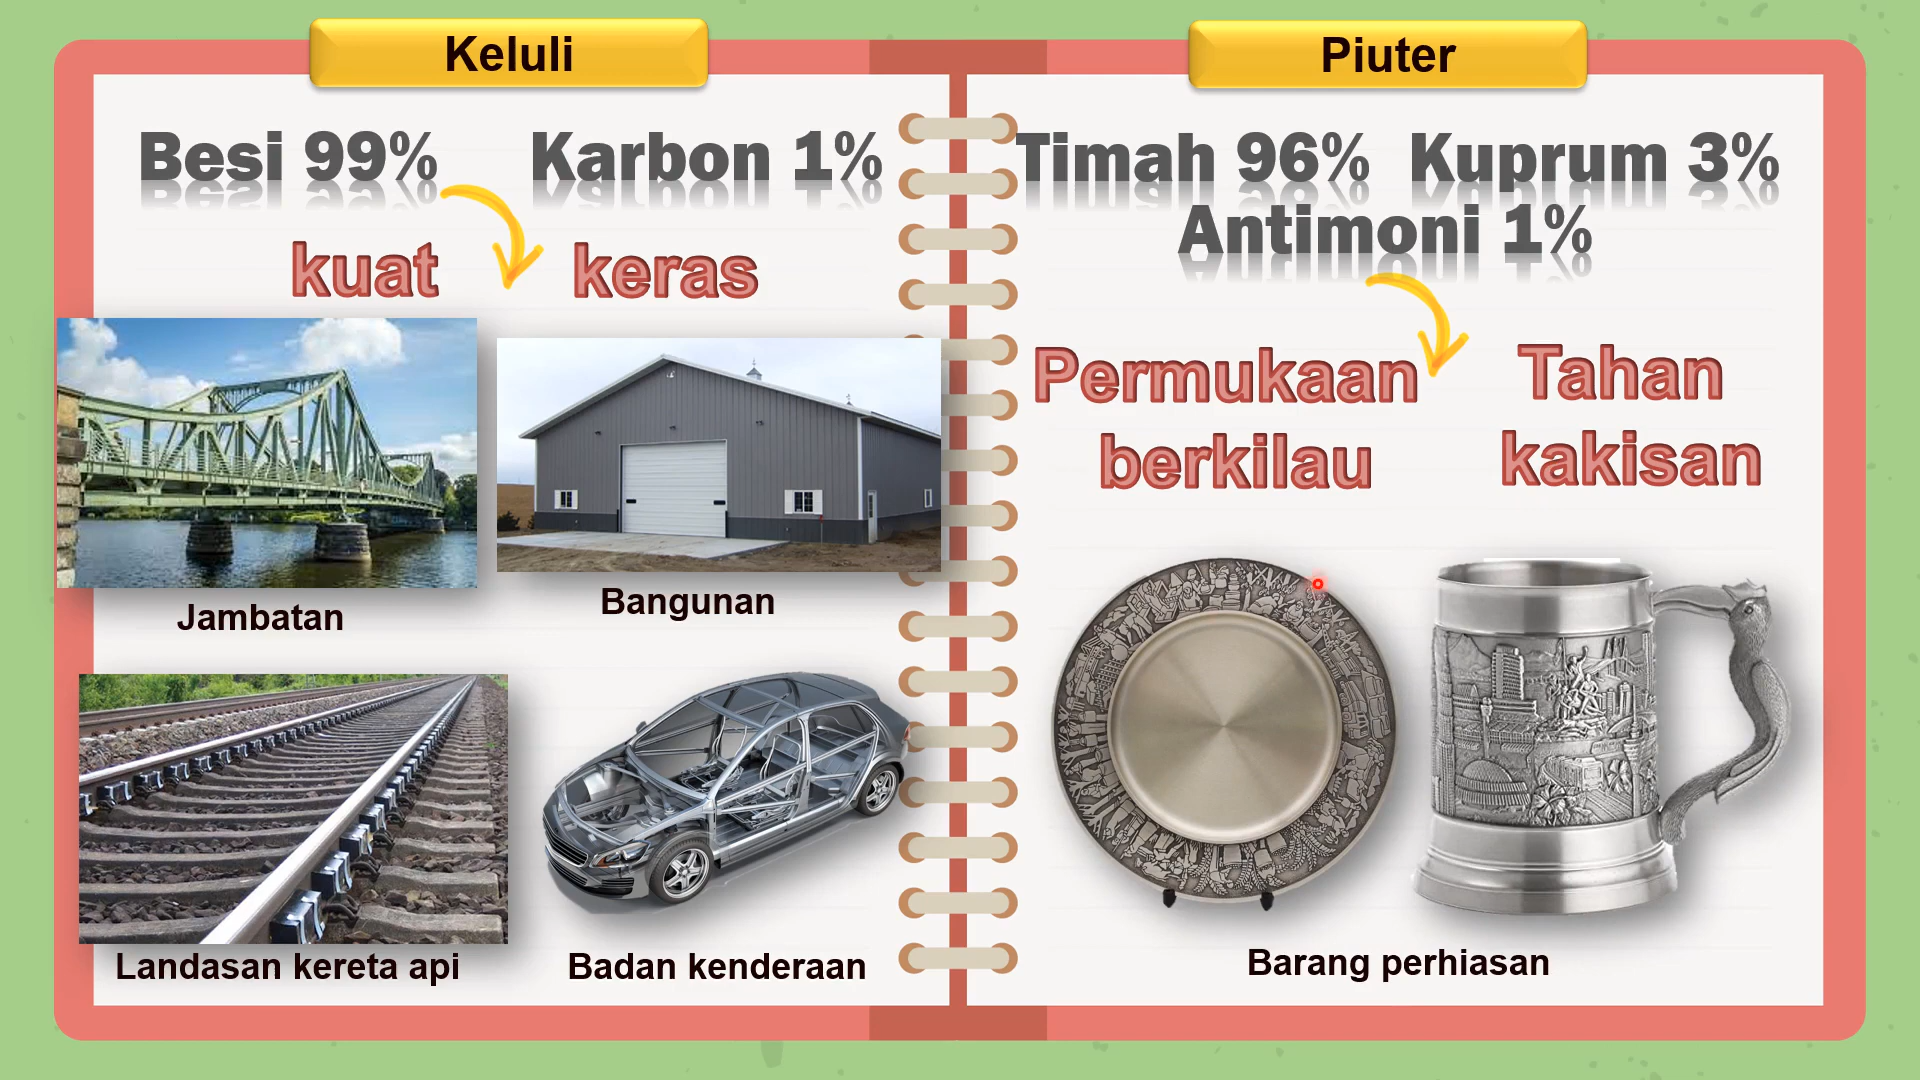 Keluli
Besi 99% Karbon 1%
kuat keras
Jambatan
Bangunan
Landasan kereta api
Badan kenderaan
Piuter
Timah 96% Kuprum 3%
Antimoni 1%
Permukaan
berkilau
Tahan
kakisan
Barang perhiasan